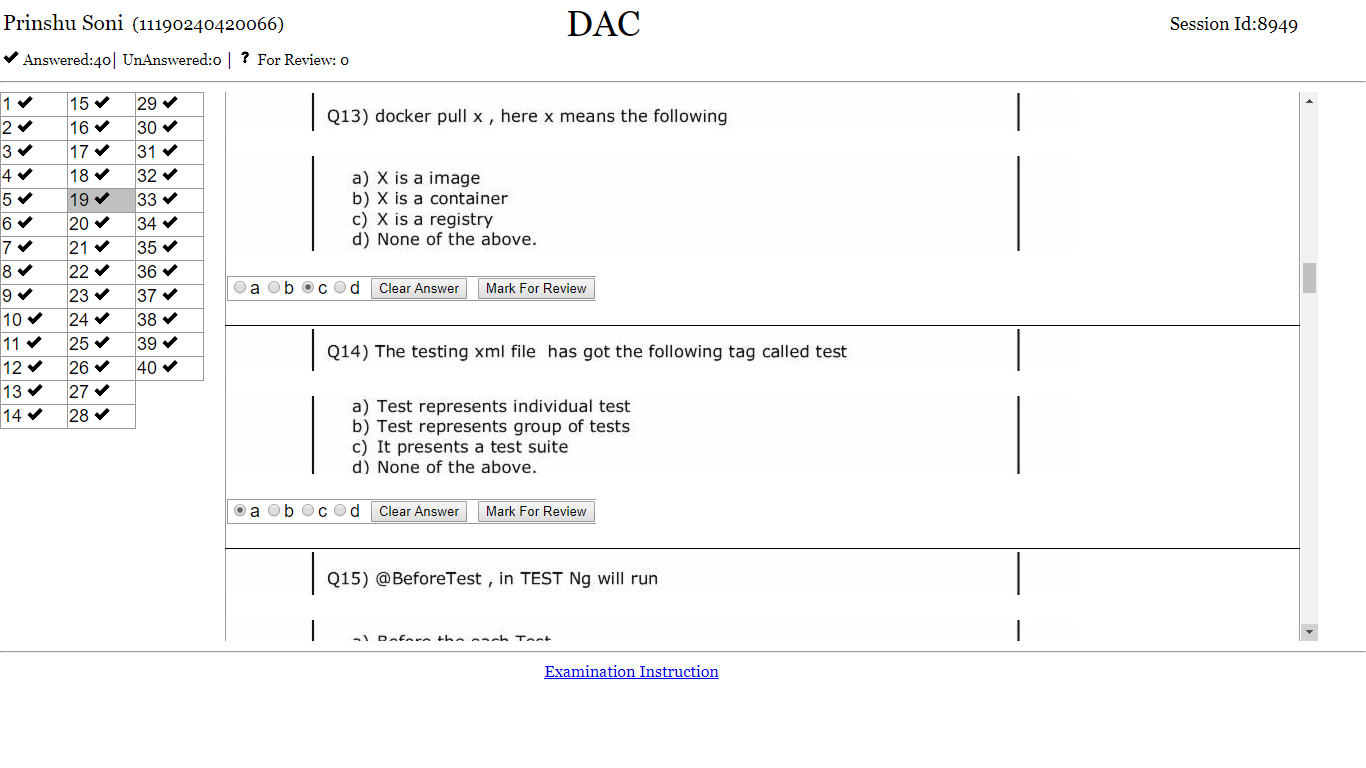 Prinshu Soni (11190240420066) DAC Session Id:8949
✔ Answered:40| UnAnswered:0 | ? For Review: 0
1 ✔ 15 ✔ 29 ✔
2 ✔ 16 ✔ 30 ✔
3 ✔ 17 ✔ 31 ✔
4 ✔ 18 ✔ 32 ✔
5 ✔ 19 ✔ 33 ✔
6 ✔ 20 ✔ 34 ✔
7 ✔ 21 ✔ 35 ✔
8 ✔ 22 ✔ 36 ✔
9 ✔ 23 ✔ 37 ✔
10 ✔ 24 ✔ 38 ✔
11 ✔ 25 ✔ 39 ✔
12 ✔ 26 ✔ 40 ✔
13 ✔ 27 ✔
14 ✔ 28 ✔
Q13) docker pull x , here x means the following
a) X is a image
b) X is a container
c) X is a registry
d) None of the above.
a b c d Clear Answer Mark For Review
Q14) The testing xml file has got the following tag called test
a) Test represents individual test
b) Test represents group of tests
c) It presents a test suite
d) None of the above.
a b c d Clear Answer Mark For Review
Q15) @BeforeTest , in TEST Ng will run
a) Before the each Test
Examination Instruction